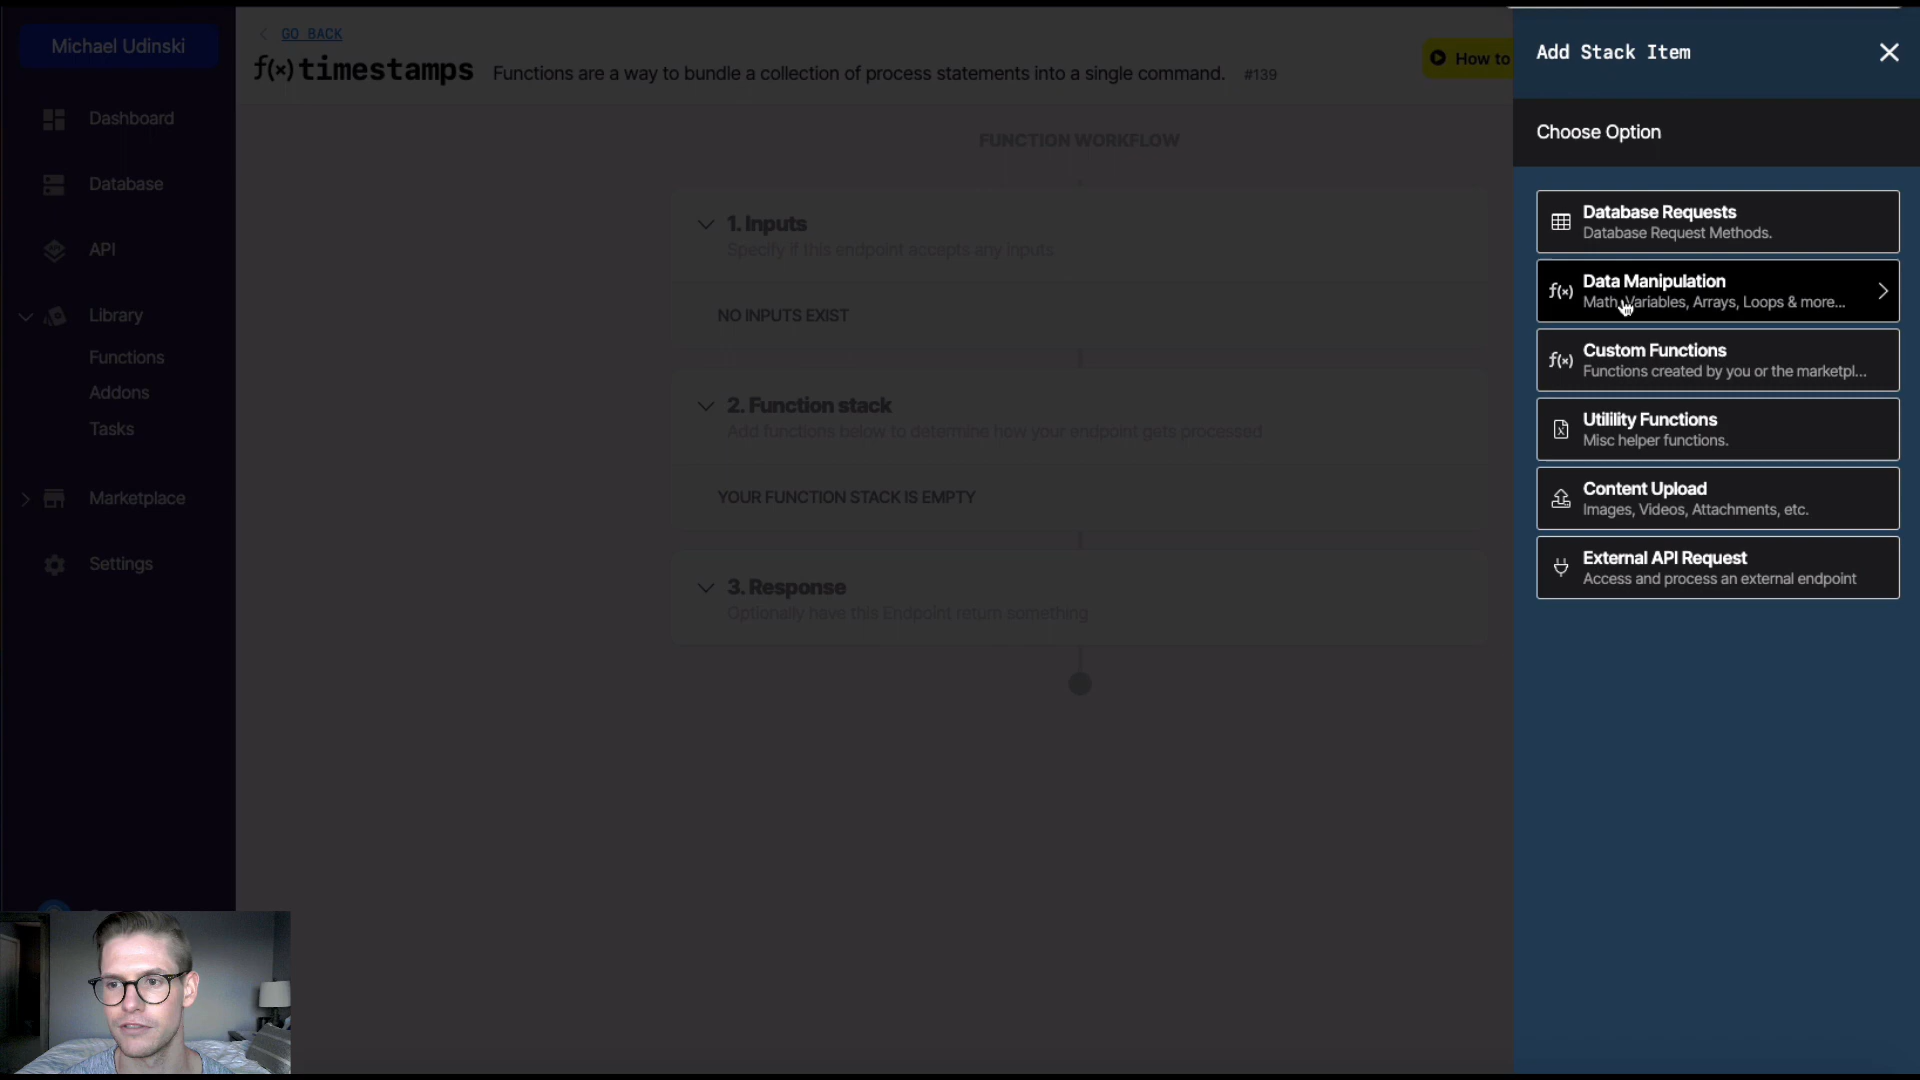 Michael Udinski
Dashboard
Database
API
Library
Functions
Addons
Tasks
Marketplace
Settings
GO BACK
f(x) timestamps Functions are a way to bundle a collection of process statements into a single command. #139
How to
FUNCTION WORKFLOW
1. Inputs
Specify if this endpoint accepts any inputs
NO INPUTS EXIST
2. Function stack
Add functions below to determine how your endpoint gets processed
YOUR FUNCTION STACK IS EMPTY
3. Response
Optionally have this Endpoint return something
Add Stack Item
Choose Option
Database Requests
Database Request Methods.
f(x) Data Manipulation
Math, Variables, Arrays, Loops & more...
f(x) Custom Functions
Functions created by you or the marketpl...
Utilility Functions
Misc helper functions.
Content Upload
Images, Videos, Attachments, etc.
External API Request
Access and process an external endpoint